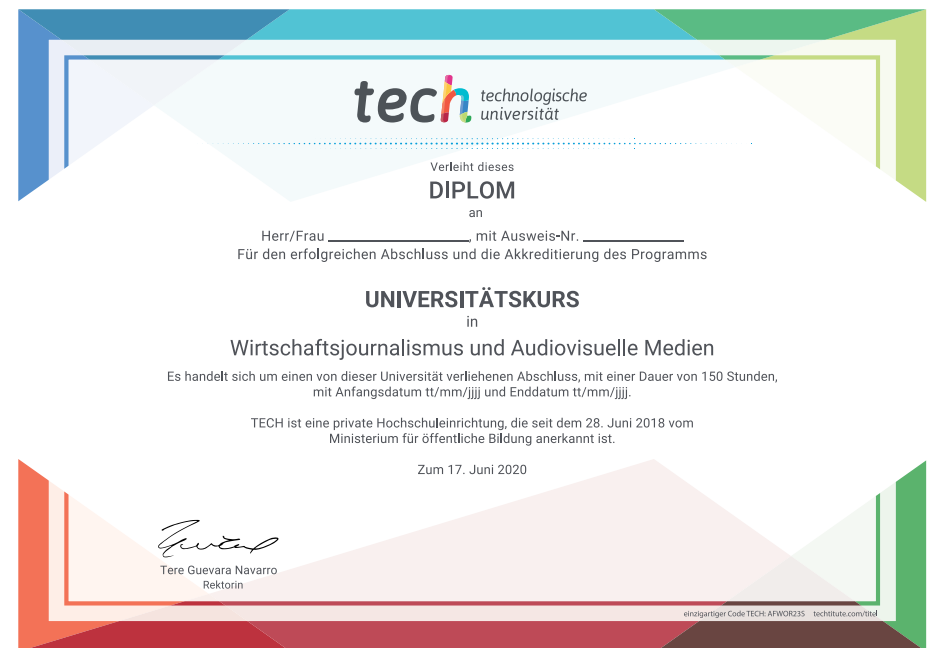 tech technologische
universität
Verleiht dieses
DIPLOM
an
Herr/Frau ____________________, mit Ausweis-Nr. ______________
Für den erfolgreichen Abschluss und die Akkreditierung des Programms
UNIVERSITÄTSKURS
in
Wirtschaftsjournalismus und Audiovisuelle Medien
Es handelt sich um einen von dieser Universität verliehenen Abschluss, mit einer Dauer von 150 Stunden,
mit Anfangsdatum tt/mm/jjjj und Enddatum tt/mm/jjjj.
TECH ist eine private Hochschuleinrichtung, die seit dem 28. Juni 2018 vom
Ministerium für öffentliche Bildung anerkannt ist.
Zum 17. Juni 2020
Tere Guevara Navarro
Rektorin
einzigartiger Code TECH: AFWOR23S techtitute.com/titel